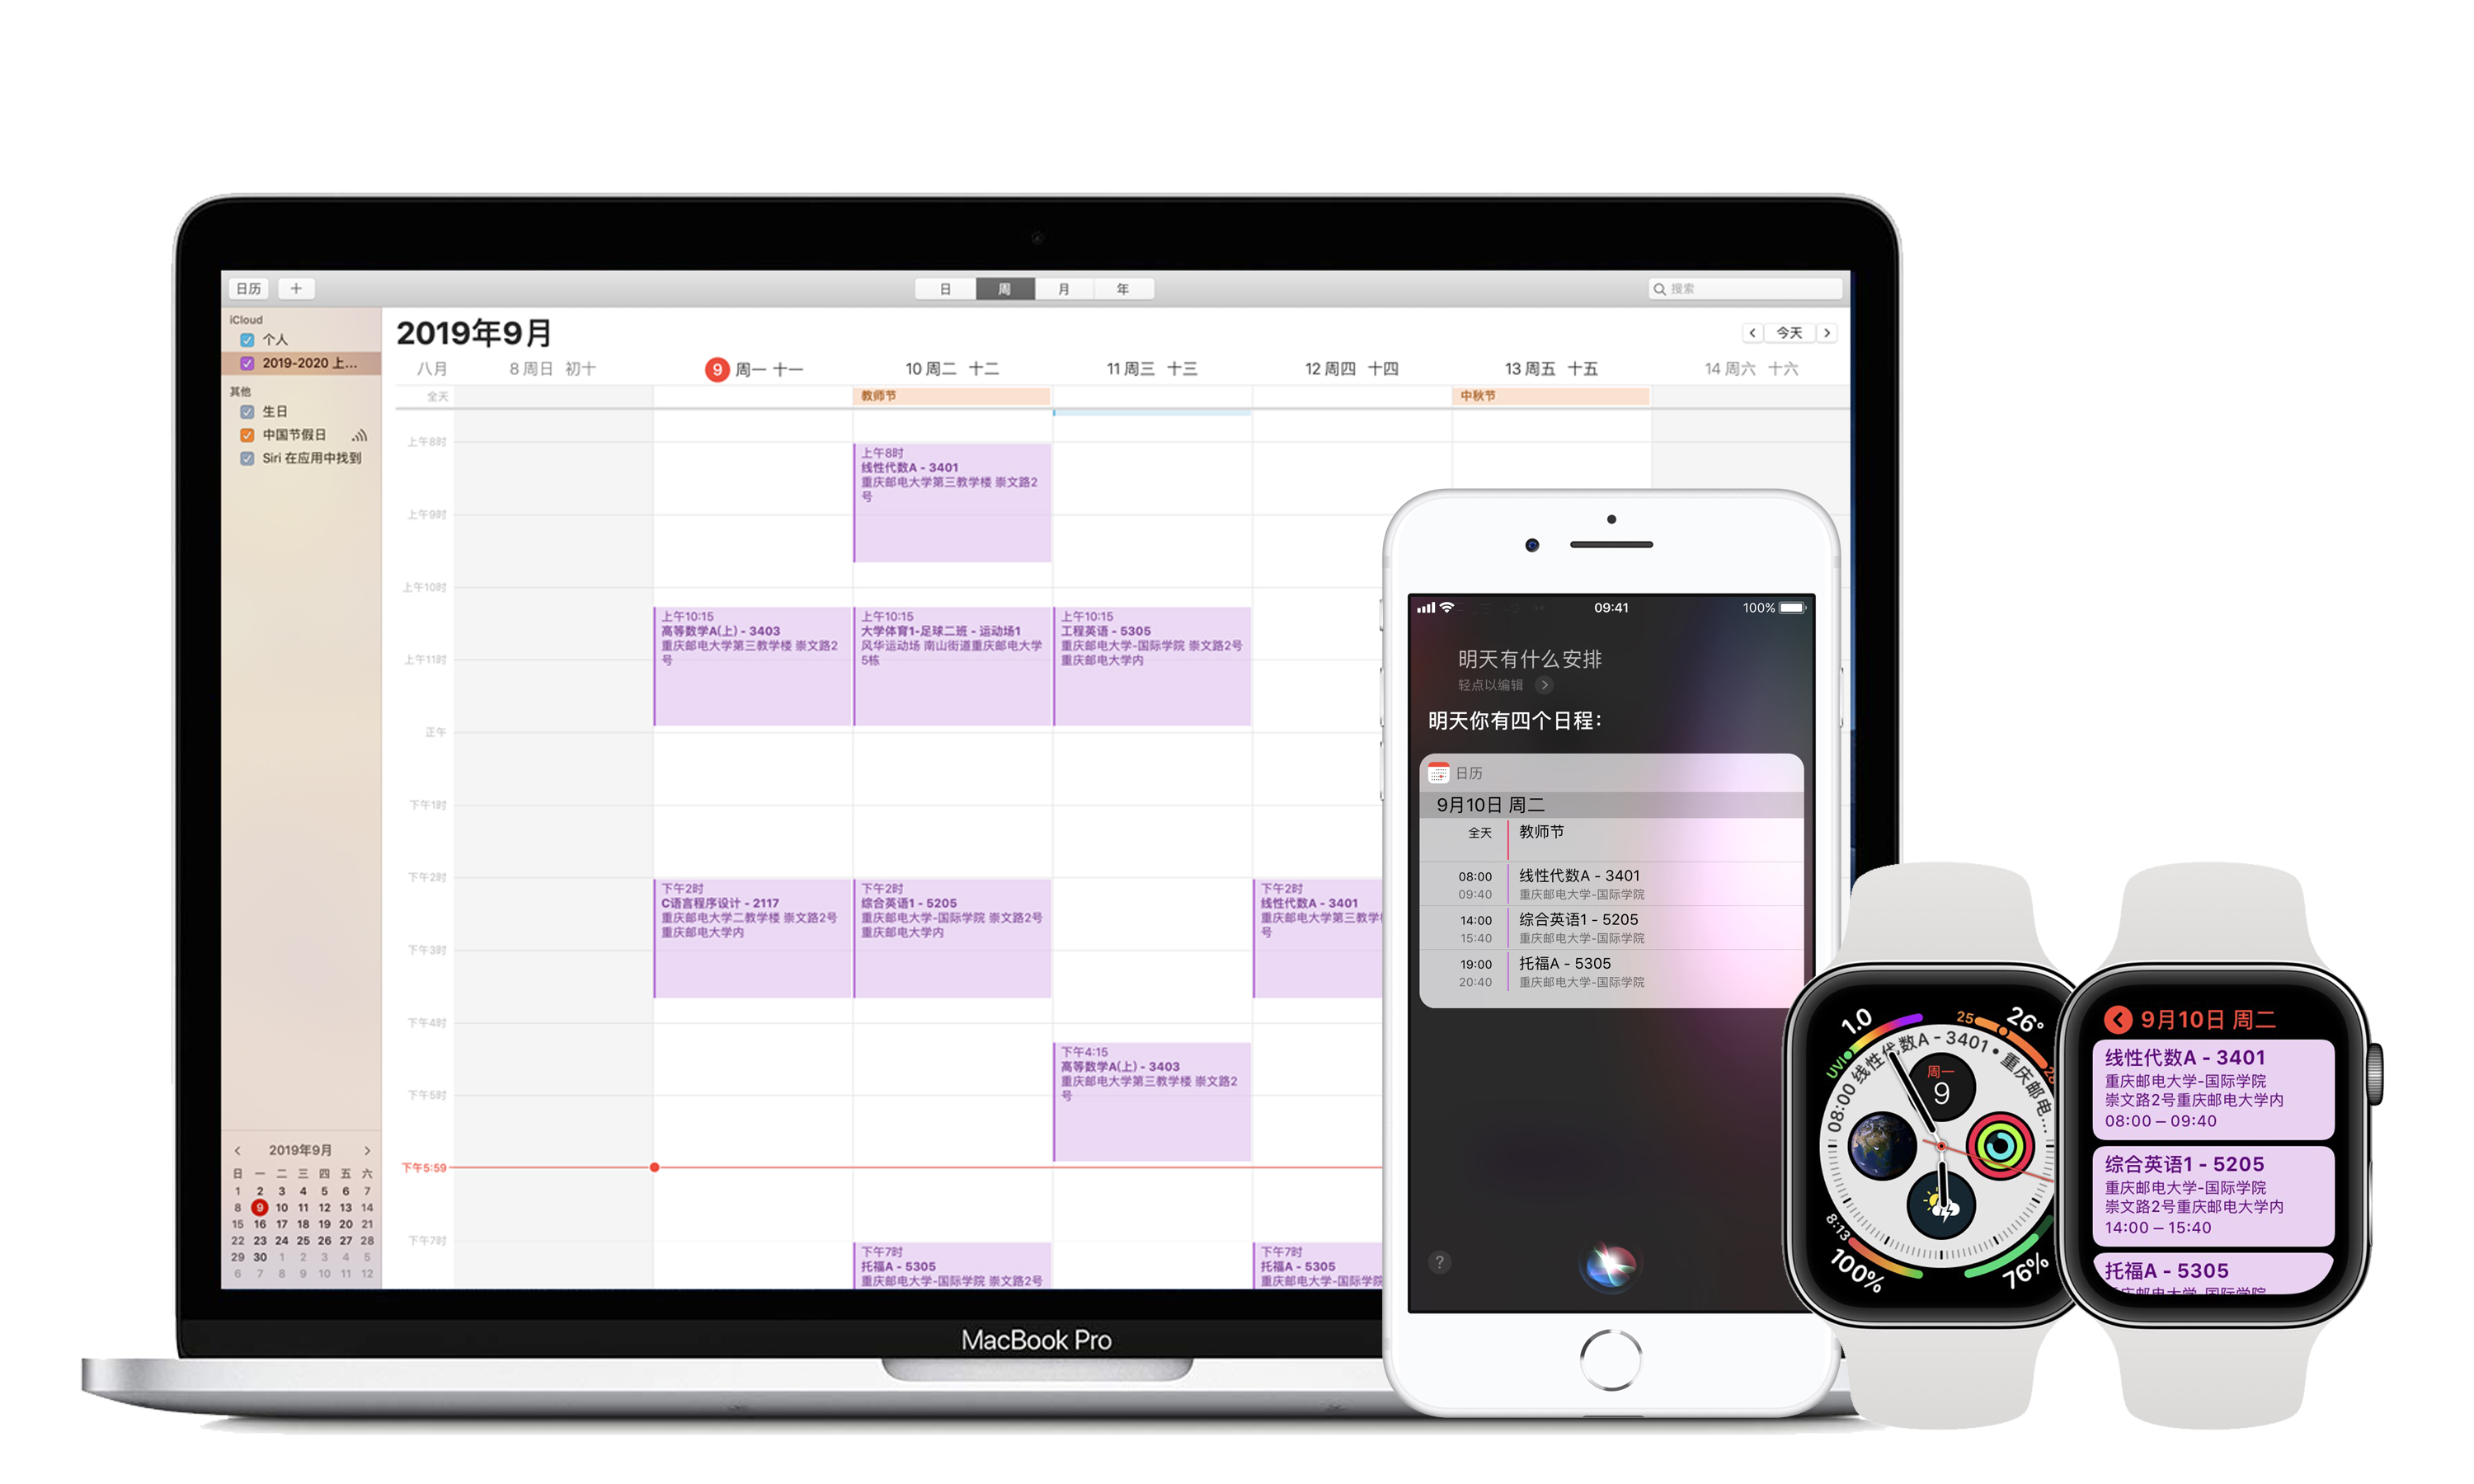 日历
+
日
周
月
年
搜索
iCloud
个人
2019-2020 上...
其他
生日
中国节假日
Siri 在应用中找到
2019年9月
今天
八月
8 周日 初十
9 周一 十一
10 周二 十二
11 周三 十三
12 周四 十四
13 周五 十五
14 周六 十六
全天
教师节
中秋节
上午8时
上午9时
上午10时
上午11时
正午
下午1时
下午2时
下午3时
下午4时
下午5时
下午5:59
下午7时
上午10:15
高等数学A(上) - 3403
重庆邮电大学第三教学楼 崇文路2
号
下午2时
C语言程序设计 - 2117
重庆邮电大学二教学楼 崇文路2号
重庆邮电大学内
上午8时
线性代数A - 3401
重庆邮电大学第三教学楼 崇文路2
号
上午10:15
大学体育1-足球二班 - 运动场1
风华运动场 南山街道重庆邮电大学
5栋
下午2时
综合英语1 - 5205
重庆邮电大学-国际学院 崇文路2号
重庆邮电大学内
下午7时
托福A - 5305
重庆邮电大学-国际学院 崇文路2号
上午10:15
工程英语 - 5305
重庆邮电大学-国际学院 崇文路2号
重庆邮电大学内
下午4:15
高等数学A(上) - 3403
重庆邮电大学第三教学楼 崇文路2
号
下午2时
线性代数A - 3401
重庆邮电大学第三教学
号
下午7时
托福A - 5305
重庆邮电大学-国际学院
2019年9月
日 一 二 三 四 五 六
1 2 3 4 5 6 7
8 9 10 11 12 13 14
15 16 17 18 19 20 21
22 23 24 25 26 27 28
29 30 1 2 3 4 5
6 7 8 9 10 11 12
MacBook Pro
09:41
100%
明天有什么安排
轻点以编辑
明天你有四个日程：
日历
9月10日 周二
全天 教师节
08:00 线性代数A - 3401
09:40 重庆邮电大学-国际学院
14:00 综合英语1 - 5205
15:40 重庆邮电大学-国际学院
19:00 托福A - 5305
20:40 重庆邮电大学-国际学院
?
1.0
UVI
25
26°
08:00 线性代数A - 3401 • 重庆邮电...
周一
9
8:13
100%
76%
9月10日 周二
线性代数A - 3401
重庆邮电大学-国际学院
崇文路2号重庆邮电大学内
08:00 – 09:40
综合英语1 - 5205
重庆邮电大学-国际学院
崇文路2号重庆邮电大学内
14:00 – 15:40
托福A - 5305